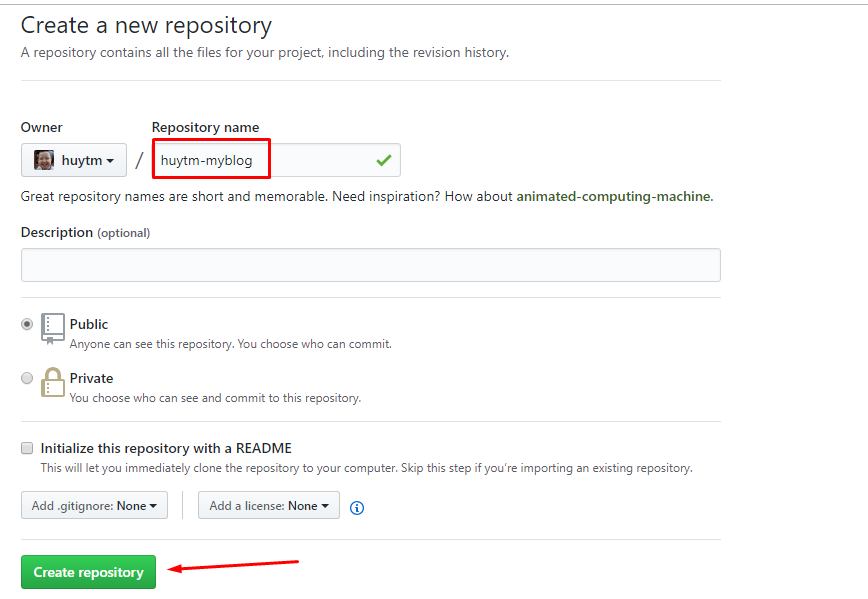 Create a new repository
A repository contains all the files for your project, including the revision history.
Owner
Repository name
huytm / huytm-myblog
Great repository names are short and memorable. Need inspiration? How about animated-computing-machine.
Description (optional)
Public
Anyone can see this repository. You choose who can commit.
Private
You choose who can see and commit to this repository.
Initialize this repository with a README
This will let you immediately clone the repository to your computer. Skip this step if you’re importing an existing repository.
Add .gitignore: None
Add a license: None
Create repository